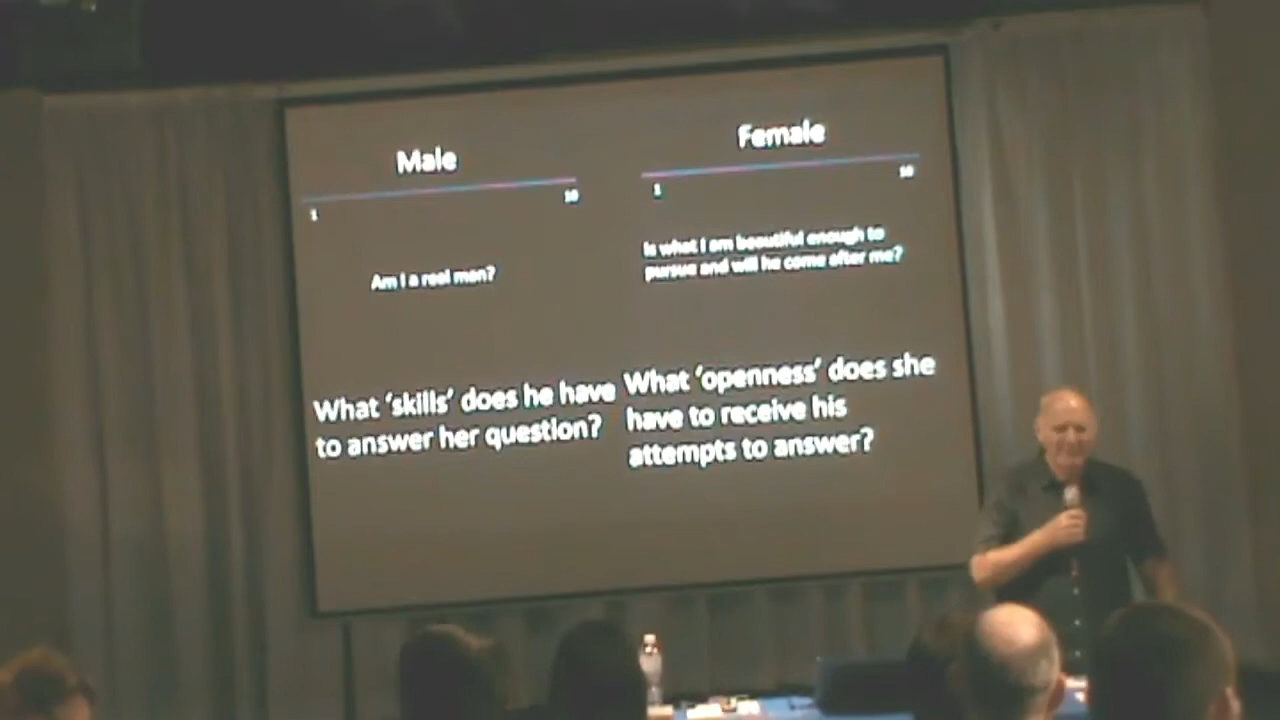 Male
1 10
Am I a real man?
What ‘skills’ does he have
to answer her question?
Female
1 10
Is what I am beautiful enough to
pursue and will he come after me?
What ‘openness’ does she
have to receive his
attempts to answer?